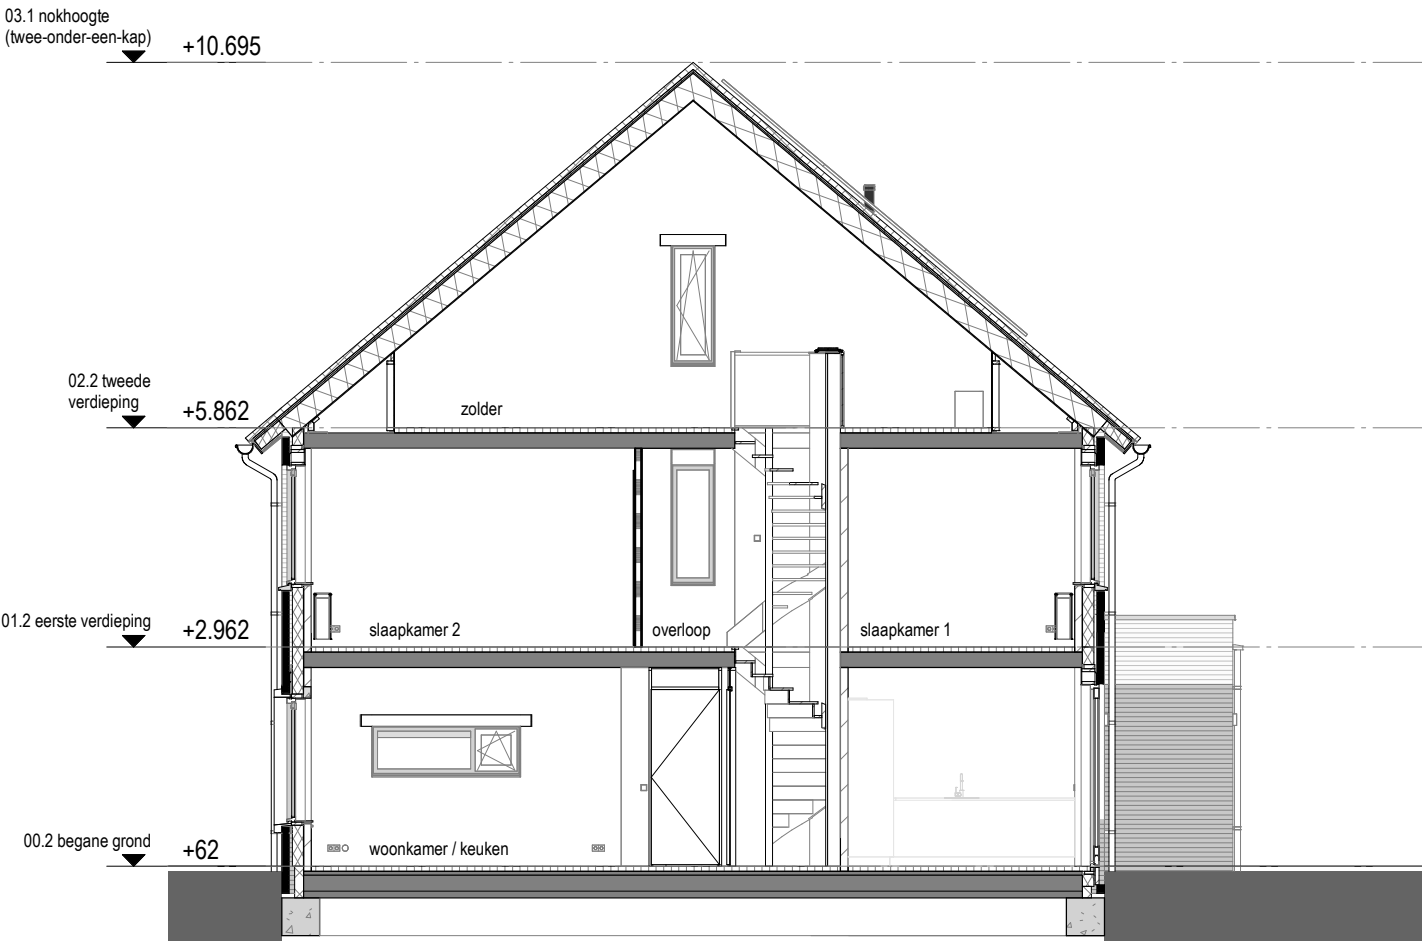 03.1 nokhoogte
(twee-onder-een-kap)
+10.695
02.2 tweede
verdieping
+5.862
zolder
01.2 eerste verdieping
+2.962
slaapkamer 2
overloop
slaapkamer 1
00.2 begane grond
+62
woonkamer / keuken